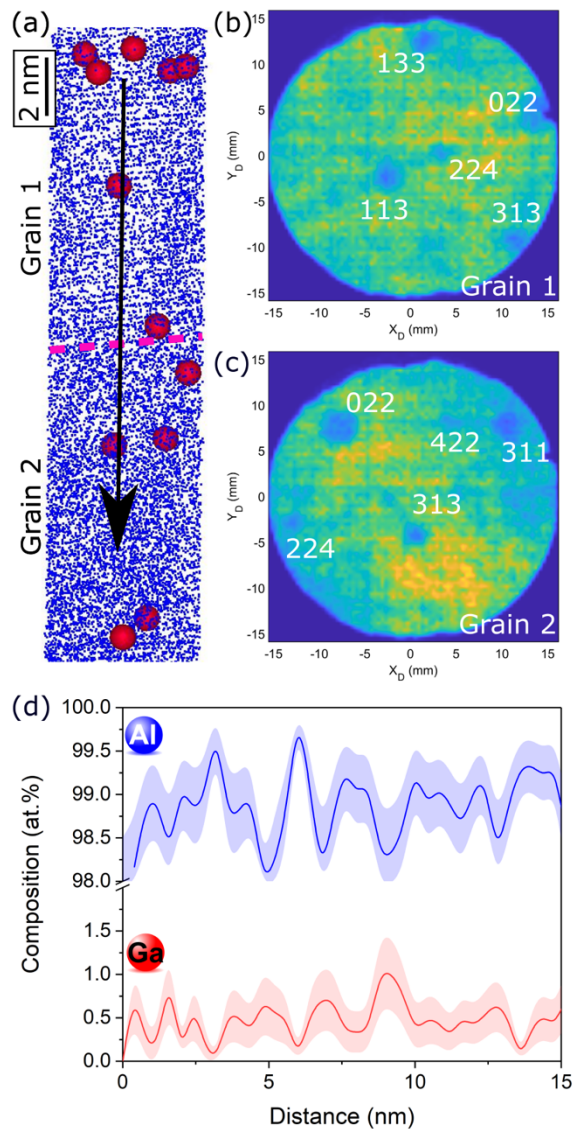 (a)
2 nm
Grain 1
Grain 2
(b)
133
022
224
113
313
Grain 1
15
10
5
0
-5
-10
-15
Y_D (mm)
-15 -10 -5 0 5 10 15
X_D (mm)
(c)
022
422
311
313
224
Grain 2
15
10
5
0
-5
-10
-15
Y_D (mm)
-15 -10 -5 0 5 10 15
X_D (mm)
(d)
Al
Ga
100.0
99.5
99.0
98.5
98.0
1.5
1.0
0.5
0.0
Composition (at.%)
0 5 10 15
Distance (nm)